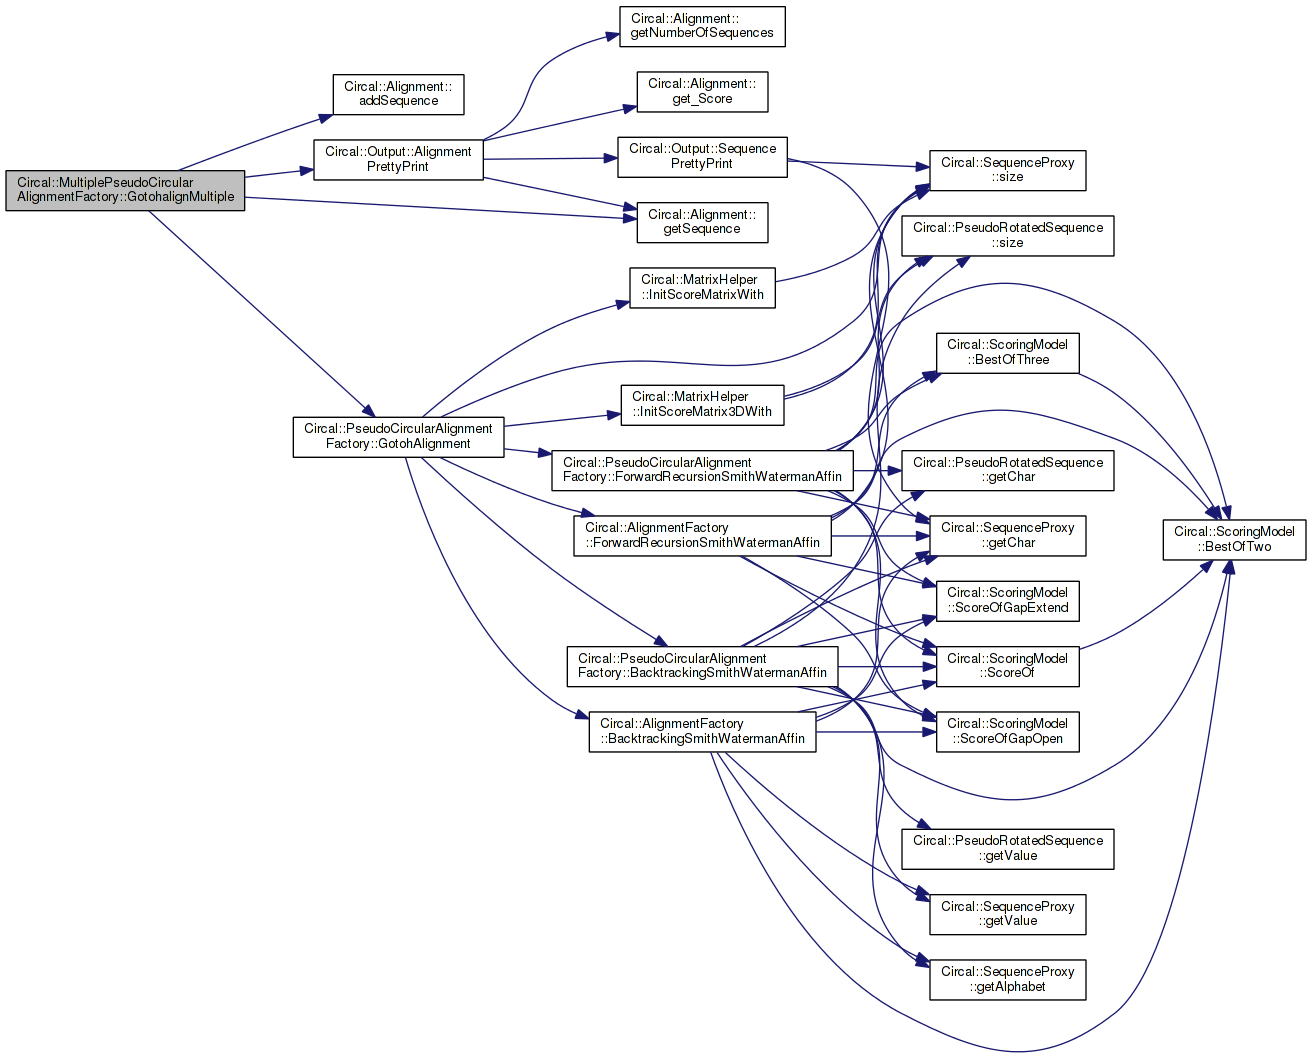 Circal::MultiplePseudoCircular
AlignmentFactory::GotohalignMultiple
Circal::Alignment::
addSequence
Circal::Output::Alignment
PrettyPrint
Circal::PseudoCircularAlignment
Factory::GotohAlignment
Circal::Alignment::
getNumberOfSequences
Circal::Alignment::
get_Score
Circal::Output::Sequence
PrettyPrint
Circal::Alignment::
getSequence
Circal::MatrixHelper
::InitScoreMatrixWith
Circal::MatrixHelper
::InitScoreMatrix3DWith
Circal::PseudoCircularAlignment
Factory::ForwardRecursionSmithWatermanAffin
Circal::AlignmentFactory
::ForwardRecursionSmithWatermanAffin
Circal::PseudoCircularAlignment
Factory::BacktrackingSmithWatermanAffin
Circal::AlignmentFactory
::BacktrackingSmithWatermanAffin
Circal::SequenceProxy
::size
Circal::PseudoRotatedSequence
::size
Circal::ScoringModel
::BestOfThree
Circal::PseudoRotatedSequence
::getChar
Circal::SequenceProxy
::getChar
Circal::ScoringModel
::ScoreOfGapExtend
Circal::ScoringModel
::ScoreOf
Circal::ScoringModel
::ScoreOfGapOpen
Circal::PseudoRotatedSequence
::getValue
Circal::SequenceProxy
::getValue
Circal::SequenceProxy
::getAlphabet
Circal::ScoringModel
::BestOfTwo